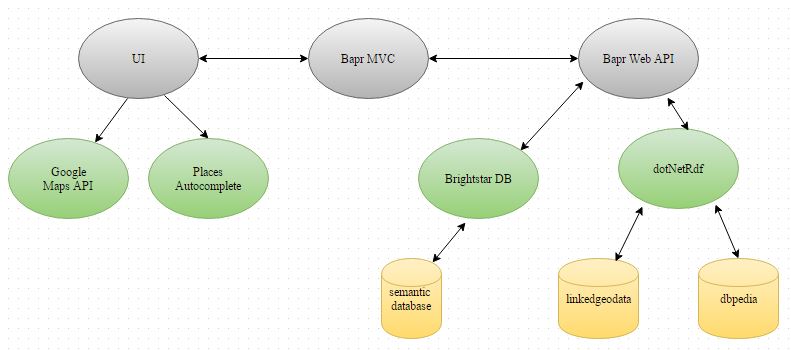 UI
Bapr MVC
Bapr Web API
Google
Maps API
Places
Autocomplete
Brightstar DB
dotNetRdf
semantic
database
linkedgeodata
dbpedia